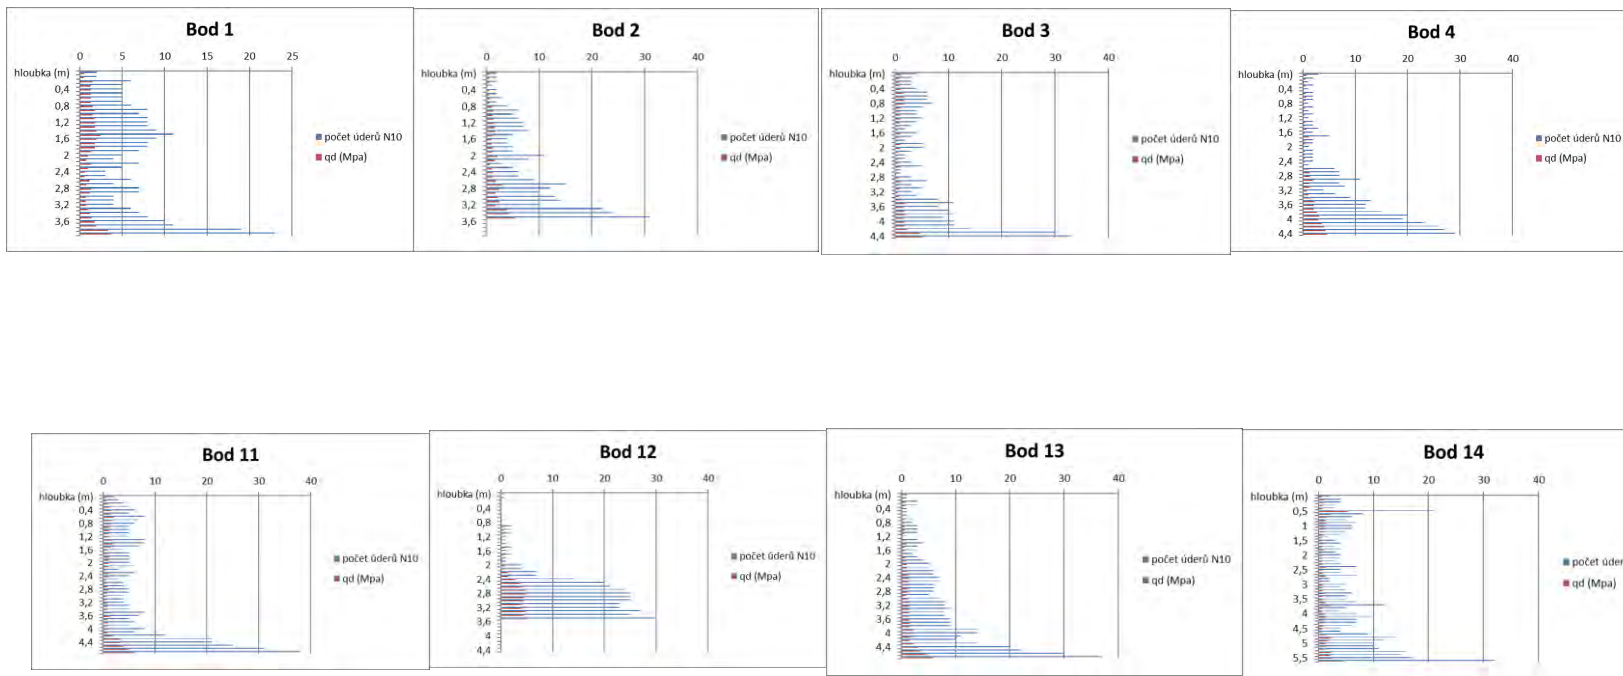 Bod 1
0 5 10 15 20 25
hloubka (m)
0,4
0,8
1,2
1,6
2
2,4
2,8
3,2
3,6
počet úderů N10
qd (Mpa)
Bod 2
0 10 20 30 40
hloubka (m)
0,4
0,8
1,2
1,6
2
2,4
2,8
3,2
3,6
počet úderů N10
qd (Mpa)
Bod 3
0 10 20 30 40
hloubka (m)
0,4
0,8
1,2
1,6
2
2,4
2,8
3,2
3,6
4
4,4
počet úderů N10
qd (Mpa)
Bod 4
0 10 20 30 40
hloubka (m)
0,4
0,8
1,2
1,6
2
2,4
2,8
3,2
3,6
4
4,4
počet úderů N10
qd (Mpa)
Bod 11
0 10 20 30 40
hloubka (m)
0,4
0,8
1,2
1,6
2
2,4
2,8
3,2
3,6
4
4,4
počet úderů N10
qd (Mpa)
Bod 12
0 10 20 30 40
hloubka (m)
0,4
0,8
1,2
1,6
2
2,4
2,8
3,2
3,6
4
4,4
počet úderů N10
qd (Mpa)
Bod 13
0 10 20 30 40
hloubka (m)
0,4
0,8
1,2
1,6
2
2,4
2,8
3,2
3,6
4
4,4
počet úderů N10
qd (Mpa)
Bod 14
0 10 20 30 40
hloubka (m)
0,5
1
1,5
2
2,5
3
3,5
4
4,5
5
5,5
počet úder
qd (Mpa)